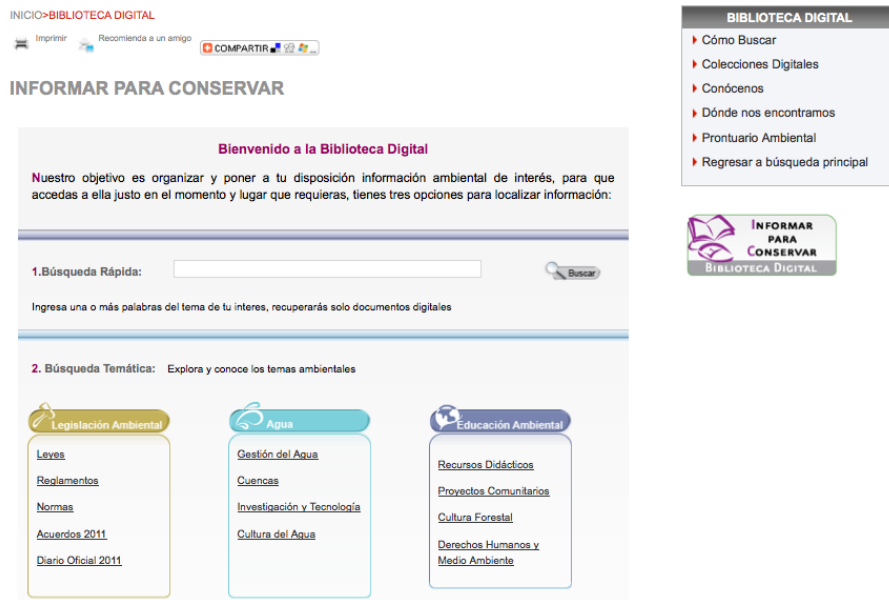 INICIO>BIBLIOTECA DIGITAL
Imprimir
Recomienda a un amigo
COMPARTIR
INFORMAR PARA CONSERVAR
Bienvenido a la Biblioteca Digital
Nuestro objetivo es organizar y poner a tu disposición información ambiental de interés, para que
accedas a ella justo en el momento y lugar que requieras, tienes tres opciones para localizar información:
1.Búsqueda Rápida:
Buscar
Ingresa una o más palabras del tema de tu interes, recuperarás solo documentos digitales
2. Búsqueda Temática: Explora y conoce los temas ambientales
Legislación Ambiental
Leyes
Reglamentos
Normas
Acuerdos 2011
Diario Oficial 2011
Agua
Gestión del Agua
Cuencas
Investigación y Tecnología
Cultura del Agua
Educación Ambiental
Recursos Didácticos
Proyectos Comunitarios
Cultura Forestal
Derechos Humanos y
Medio Ambiente
BIBLIOTECA DIGITAL
Cómo Buscar
Colecciones Digitales
Conócenos
Dónde nos encontramos
Prontuario Ambiental
Regresar a búsqueda principal
INFORMAR
PARA
CONSERVAR
BIBLIOTECA DIGITAL